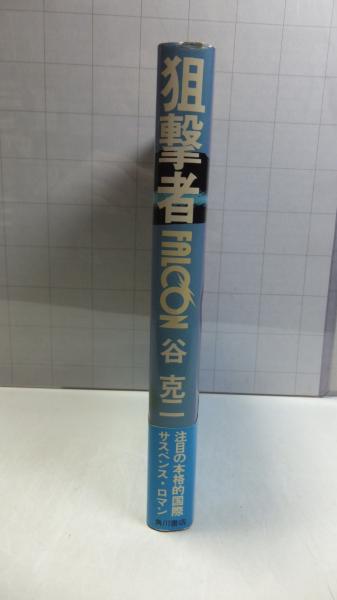 狙撃者
FALCON
谷 克二
注目の本格的国際
サスペンス・ロマン
角川書店